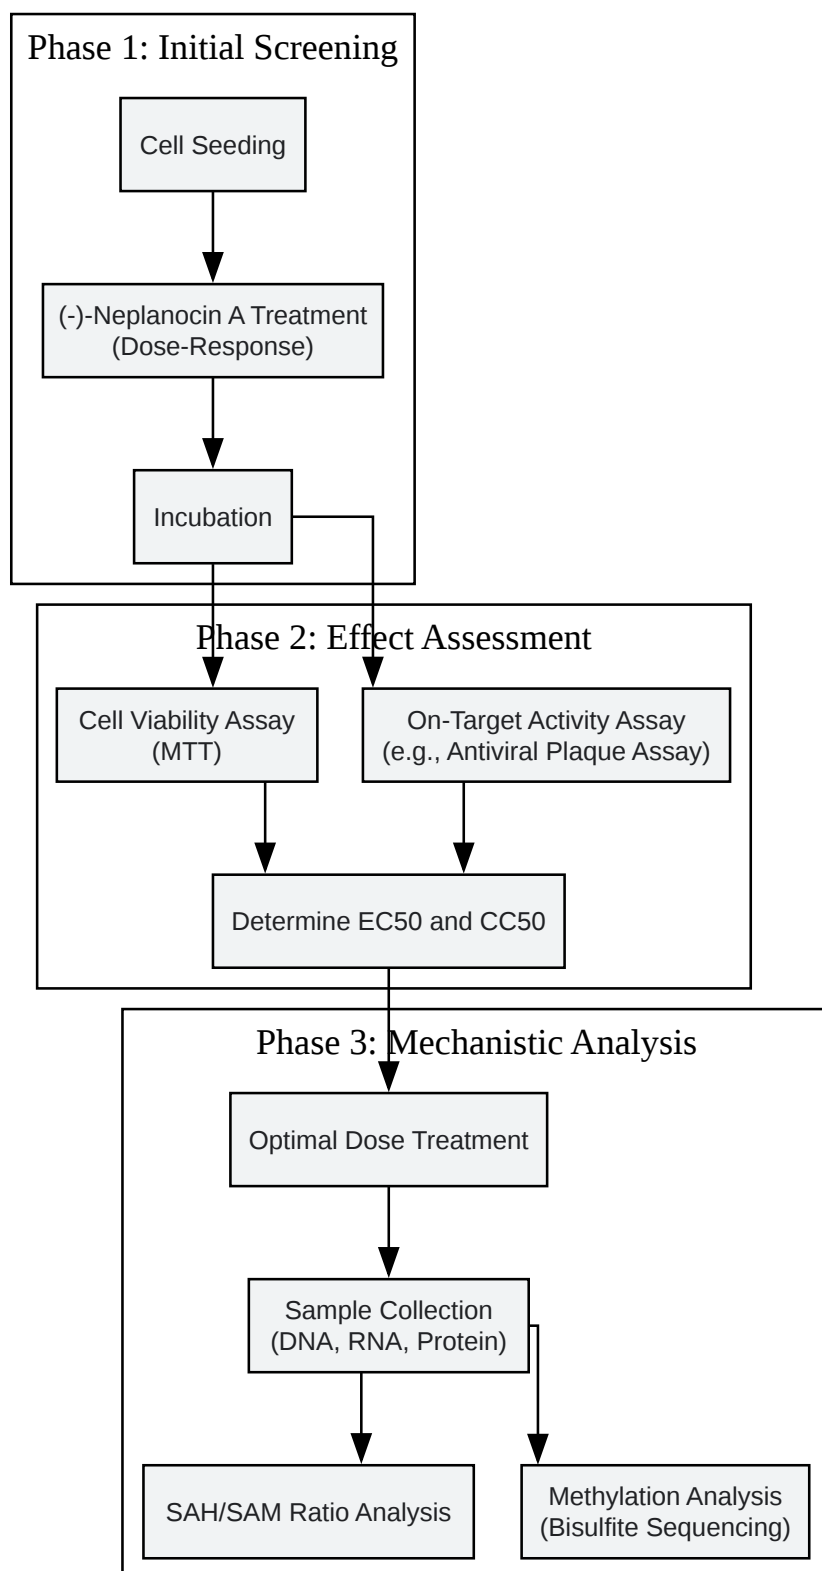 Phase 1: Initial Screening
Cell Seeding
(-)-Neplanocin A Treatment
(Dose-Response)
Incubation
Phase 2: Effect Assessment
Cell Viability Assay
(MTT)
On-Target Activity Assay
(e.g., Antiviral Plaque Assay)
Determine EC50 and CC50
Phase 3: Mechanistic Analysis
Optimal Dose Treatment
Sample Collection
(DNA, RNA, Protein)
SAH/SAM Ratio Analysis
Methylation Analysis
(Bisulfite Sequencing)